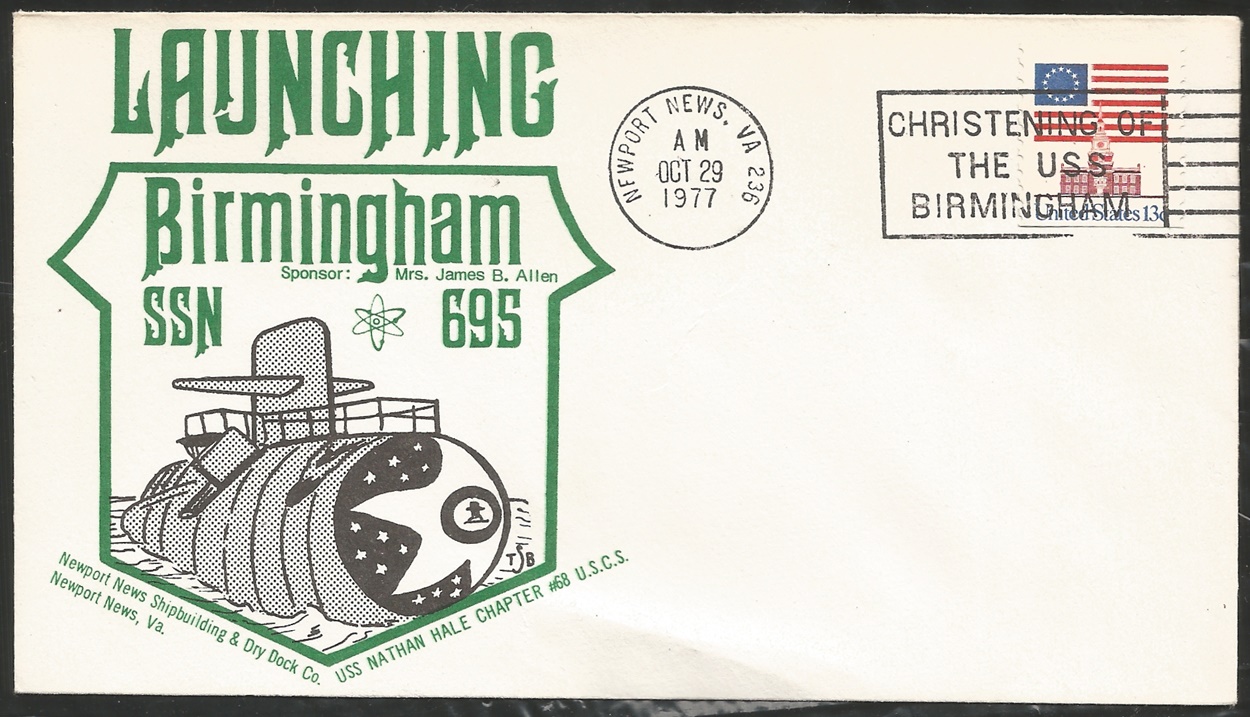 LAUNCHING
Birmingham
Sponsor: Mrs. James B. Allen
SSN 695
TSB
Newport News Shipbuilding & Dry Dock Co.
Newport News, Va.
USS NATHAN HALE CHAPTER #68 U.S.C.S.
NEWPORT NEWS, VA 236
AM
OCT 29
1977
CHRISTENING OF
THE USS
BIRMINGHAM
United States 13c